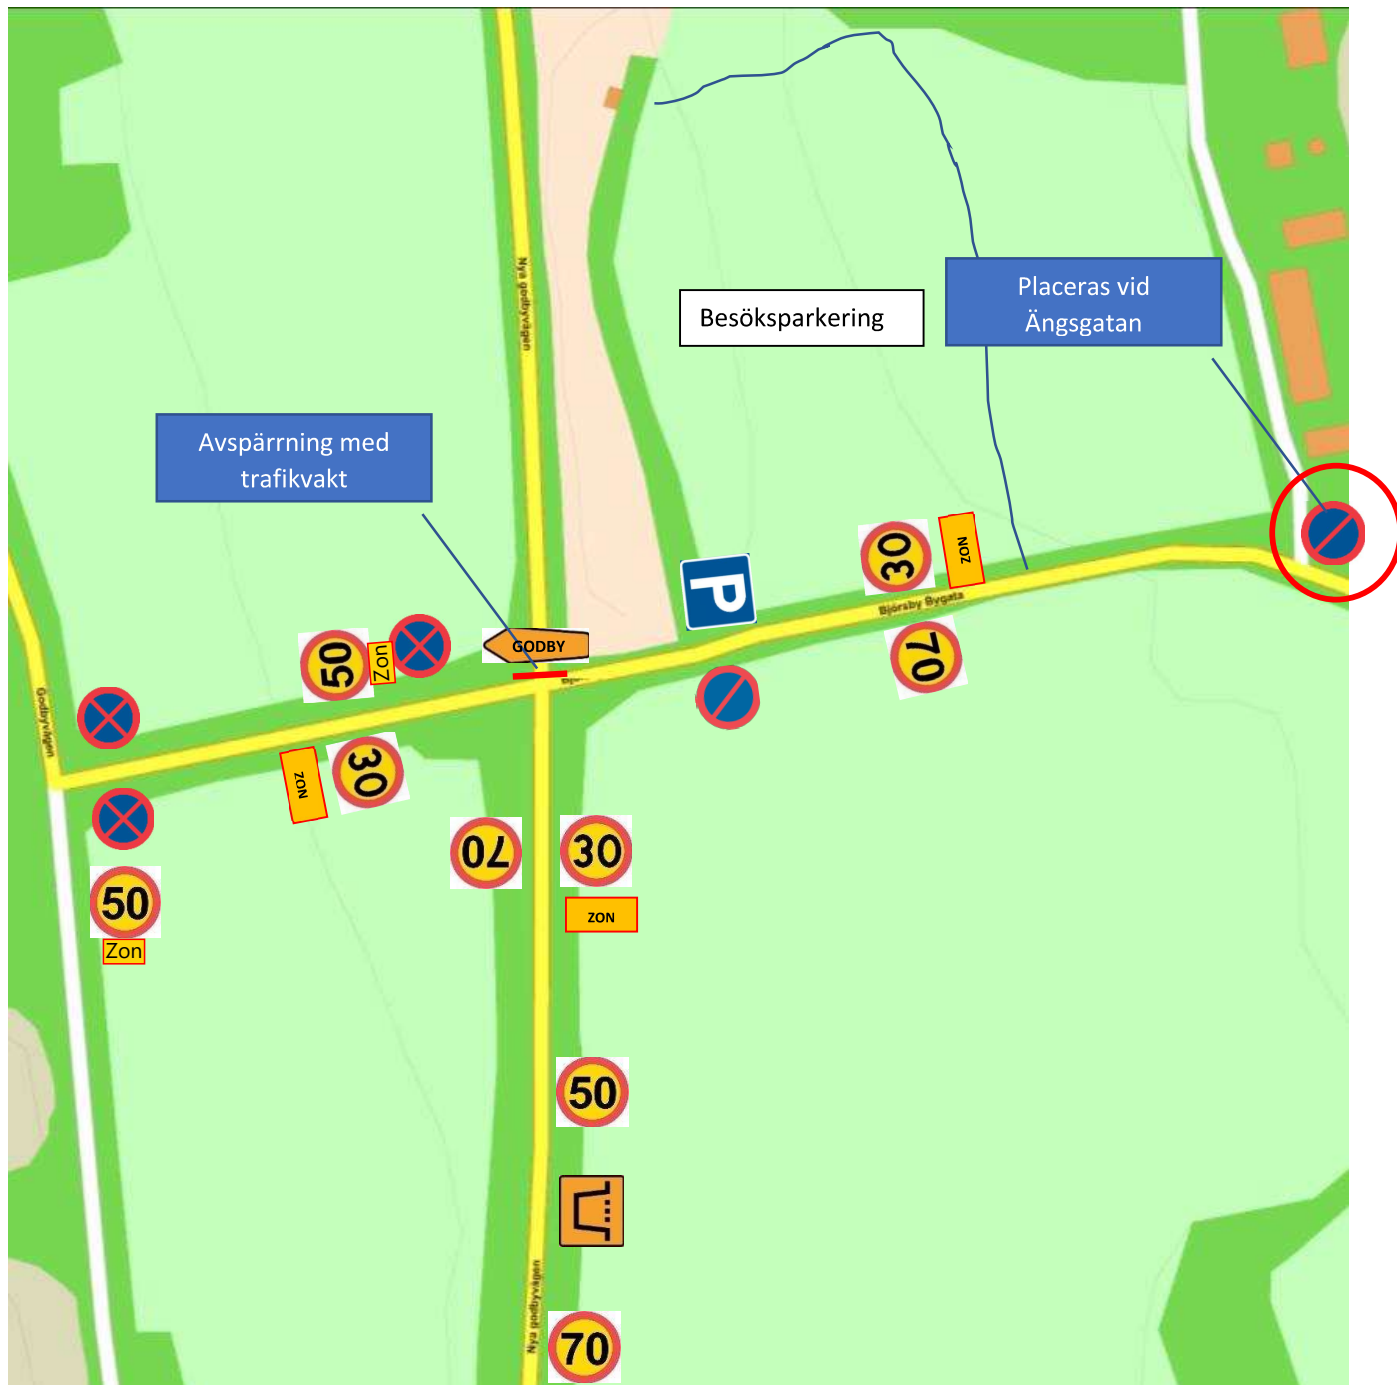 Nya godbyvägen
Placeras vid
Ängsgatan
Besöksparkering
Avspärrning med
trafikvakt
30
ZON
P
Björsby Bygata
GODBY
50
Zon
70
Godbyvägen
ZON
30
70
30
ZON
50
Zon
50
Nya godbyvägen
70